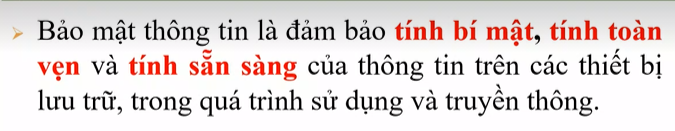 Bảo mật thông tin là đảm bảo tính bí mật, tính toàn
vẹn và tính sẵn sàng của thông tin trên các thiết bị
lưu trữ, trong quá trình sử dụng và truyền thông.